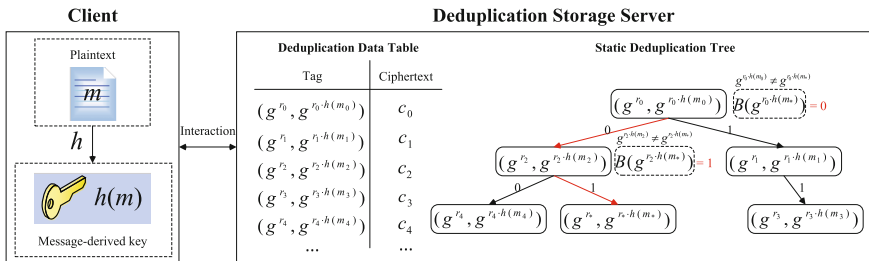 Client
Deduplication Storage Server
Plaintext
m
h
h(m)
Message-derived key
Interaction
Deduplication Data Table
Tag Ciphertext
(g^{r_0}, g^{r_0·h(m_0)}) c_0
(g^{r_1}, g^{r_1·h(m_1)}) c_1
(g^{r_2}, g^{r_2·h(m_2)}) c_2
(g^{r_3}, g^{r_3·h(m_3)}) c_3
(g^{r_4}, g^{r_4·h(m_4)}) c_4
... ...
Static Deduplication Tree
g^{r_0·h(m_0)} ≠ g^{r_0·h(m_*)}
(g^{r_0}, g^{r_0·h(m_0)}) B(g^{r_0·h(m_*)}) = 0
0 1
g^{r_2·h(m_2)} ≠ g^{r_2·h(m_*)}
(g^{r_2}, g^{r_2·h(m_2)}) B(g^{r_2·h(m_*)}) = 1 (g^{r_1}, g^{r_1·h(m_1)})
0 1 1
(g^{r_4}, g^{r_4·h(m_4)}) (g^{r_*}, g^{r_*·h(m_*)}) (g^{r_3}, g^{r_3·h(m_3)})